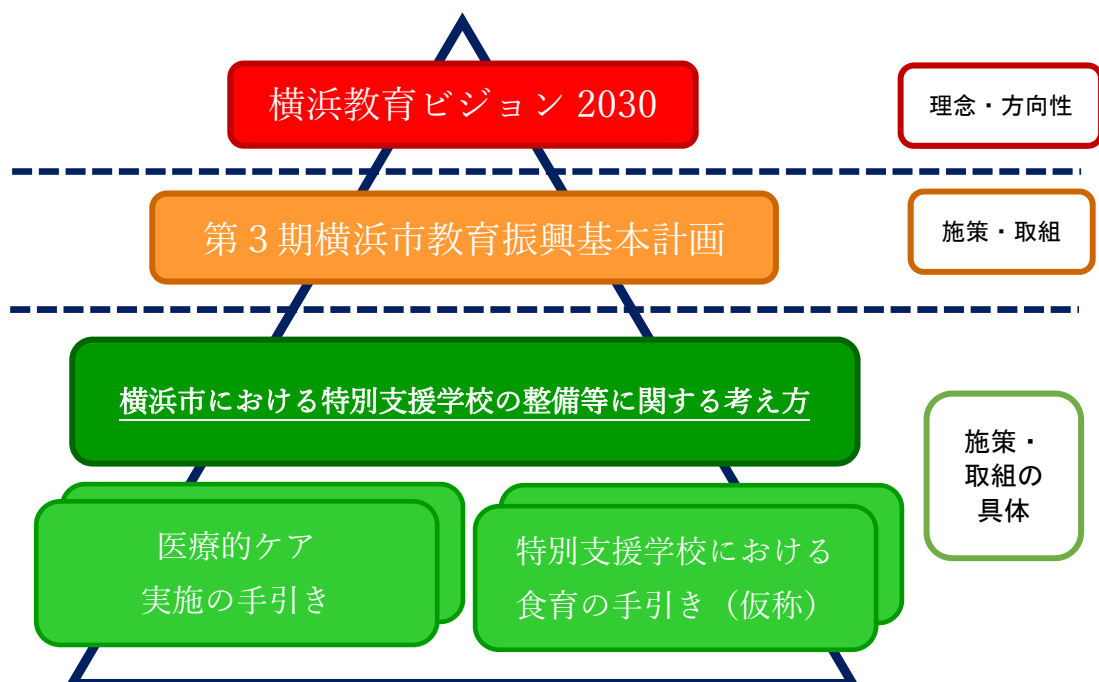 横浜教育ビジョン 2030
理念・方向性
第３期横浜市教育振興基本計画
施策・取組
横浜市における特別支援学校の整備等に関する考え方
施策・
取組の
具体
医療的ケア
実施の手引き
特別支援学校における
食育の手引き（仮称）